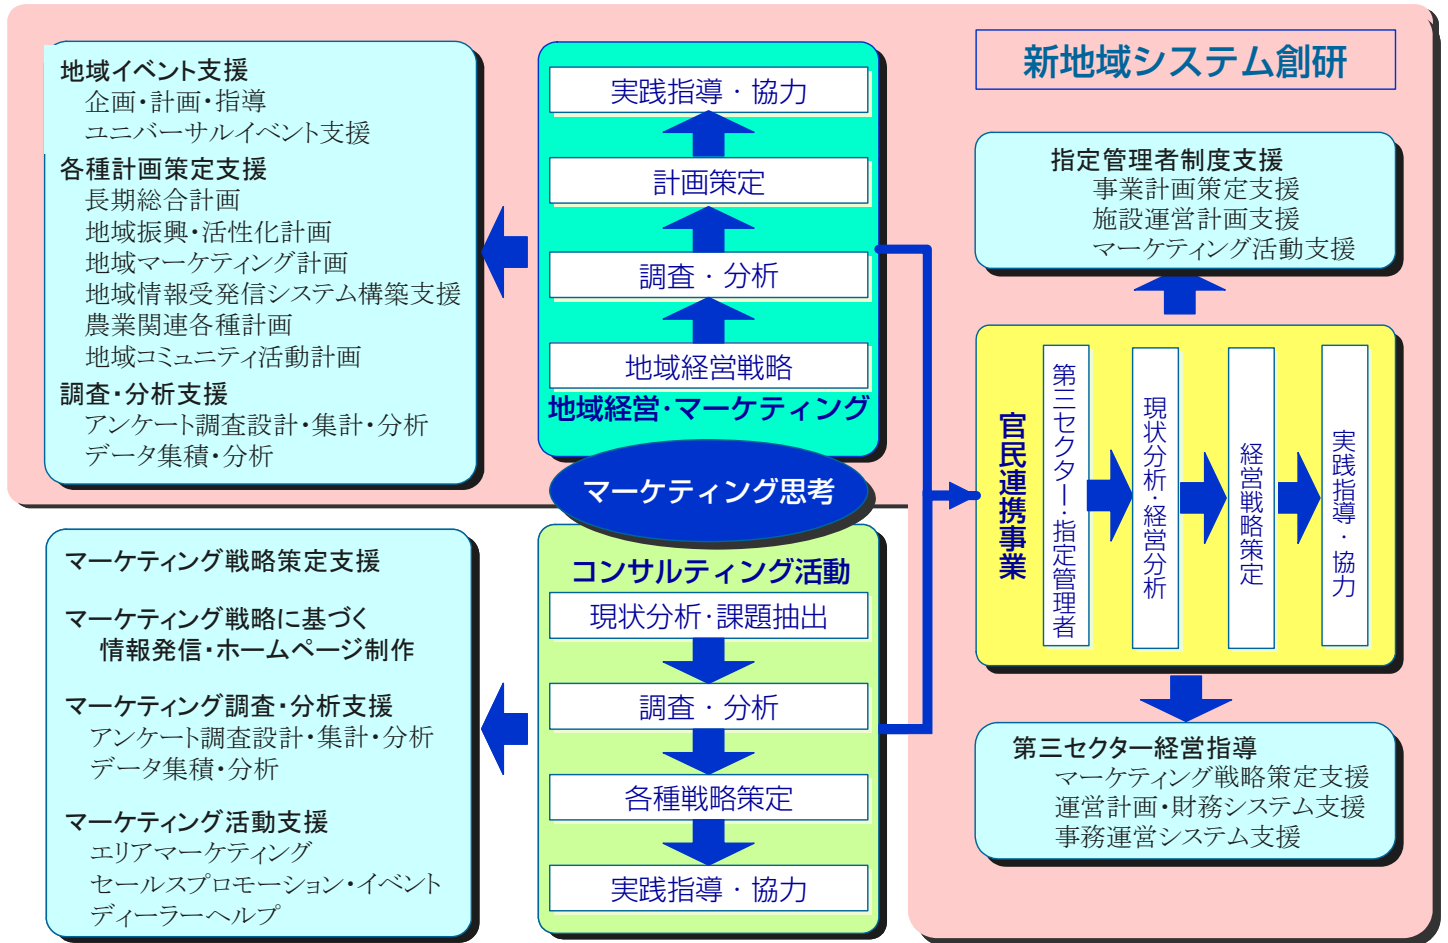 地域イベント支援
企画・計画・指導
ユニバーサルイベント支援
各種計画策定支援
長期総合計画
地域振興・活性化計画
地域マーケティング計画
地域情報受発信システム構築支援
農業関連各種計画
地域コミュニティ活動計画
調査・分析支援
アンケート調査設計・集計・分析
データ集積・分析
実践指導・協力
計画策定
調査・分析
地域経営戦略
地域経営・マーケティング
マーケティング思考
マーケティング戦略策定支援
マーケティング戦略に基づく
情報発信・ホームページ制作
マーケティング調査・分析支援
アンケート調査設計・集計・分析
データ集積・分析
マーケティング活動支援
エリアマーケティング
セールスプロモーション・イベント
ディーラーヘルプ
コンサルティング活動
現状分析・課題抽出
調査・分析
各種戦略策定
実践指導・協力
新地域システム創研
指定管理者制度支援
事業計画策定支援
施設運営計画支援
マーケティング活動支援
官民連携事業
第三セクター・指定管理者
現状分析・経営分析
経営戦略策定
実践指導・協力
第三セクター経営指導
マーケティング戦略策定支援
運営計画・財務システム支援
事務運営システム支援